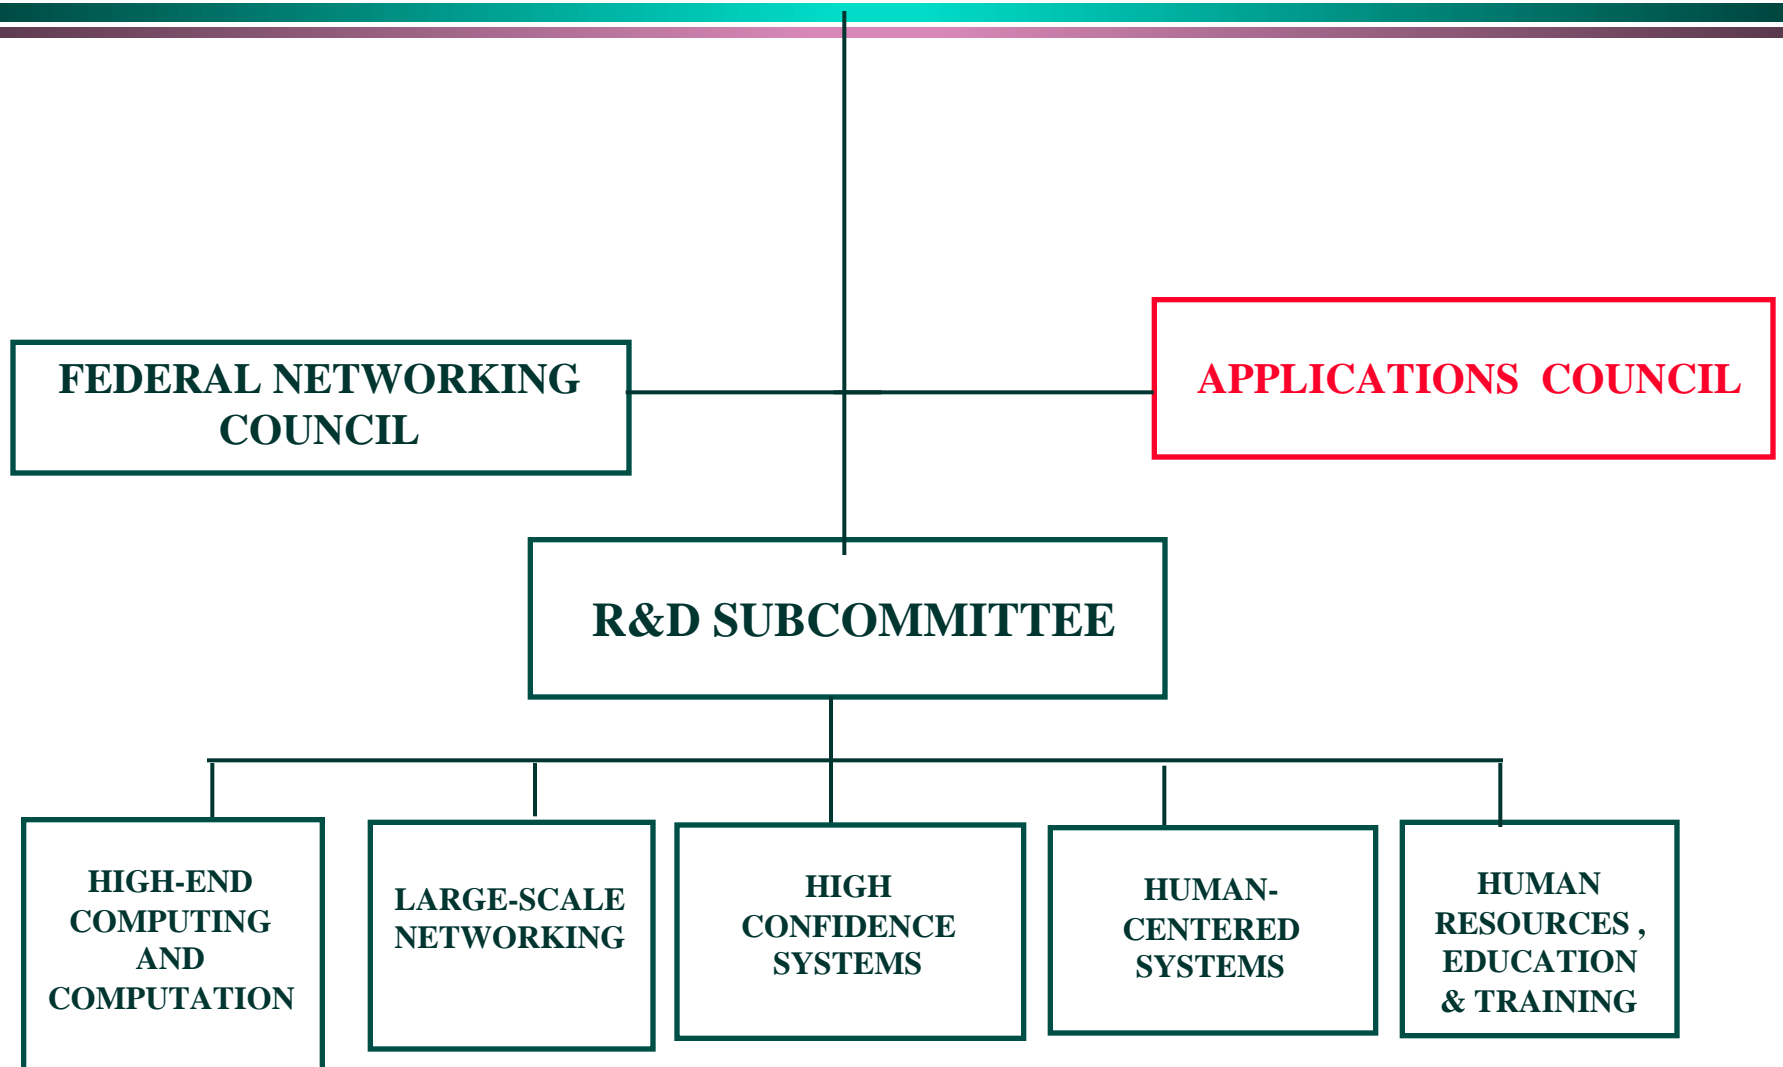 FEDERAL NETWORKING
COUNCIL
APPLICATIONS COUNCIL
R&D SUBCOMMITTEE
HIGH-END
COMPUTING
AND
COMPUTATION
LARGE-SCALE
NETWORKING
HIGH
CONFIDENCE
SYSTEMS
HUMAN-
CENTERED
SYSTEMS
HUMAN
RESOURCES ,
EDUCATION
& TRAINING